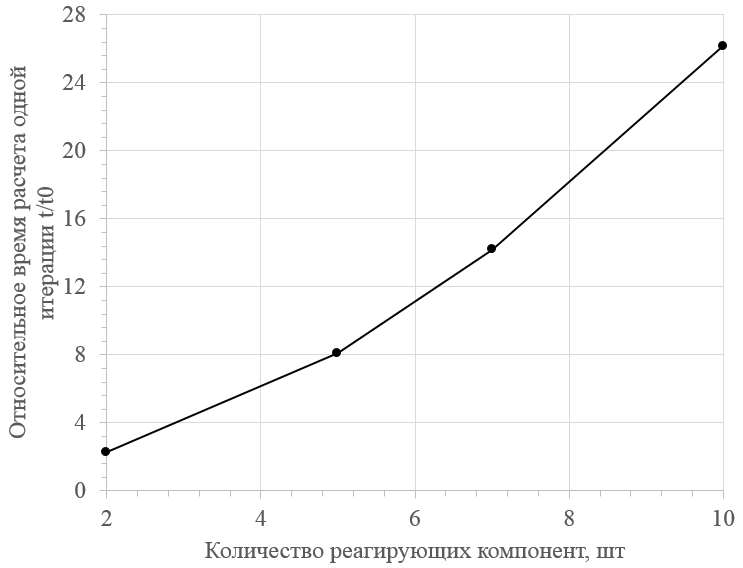 28
24
20
16
12
8
4
0
2 4 6 8 10
Относительное время расчета одной
итерации t/t0
Количество реагирующих компонент, шт